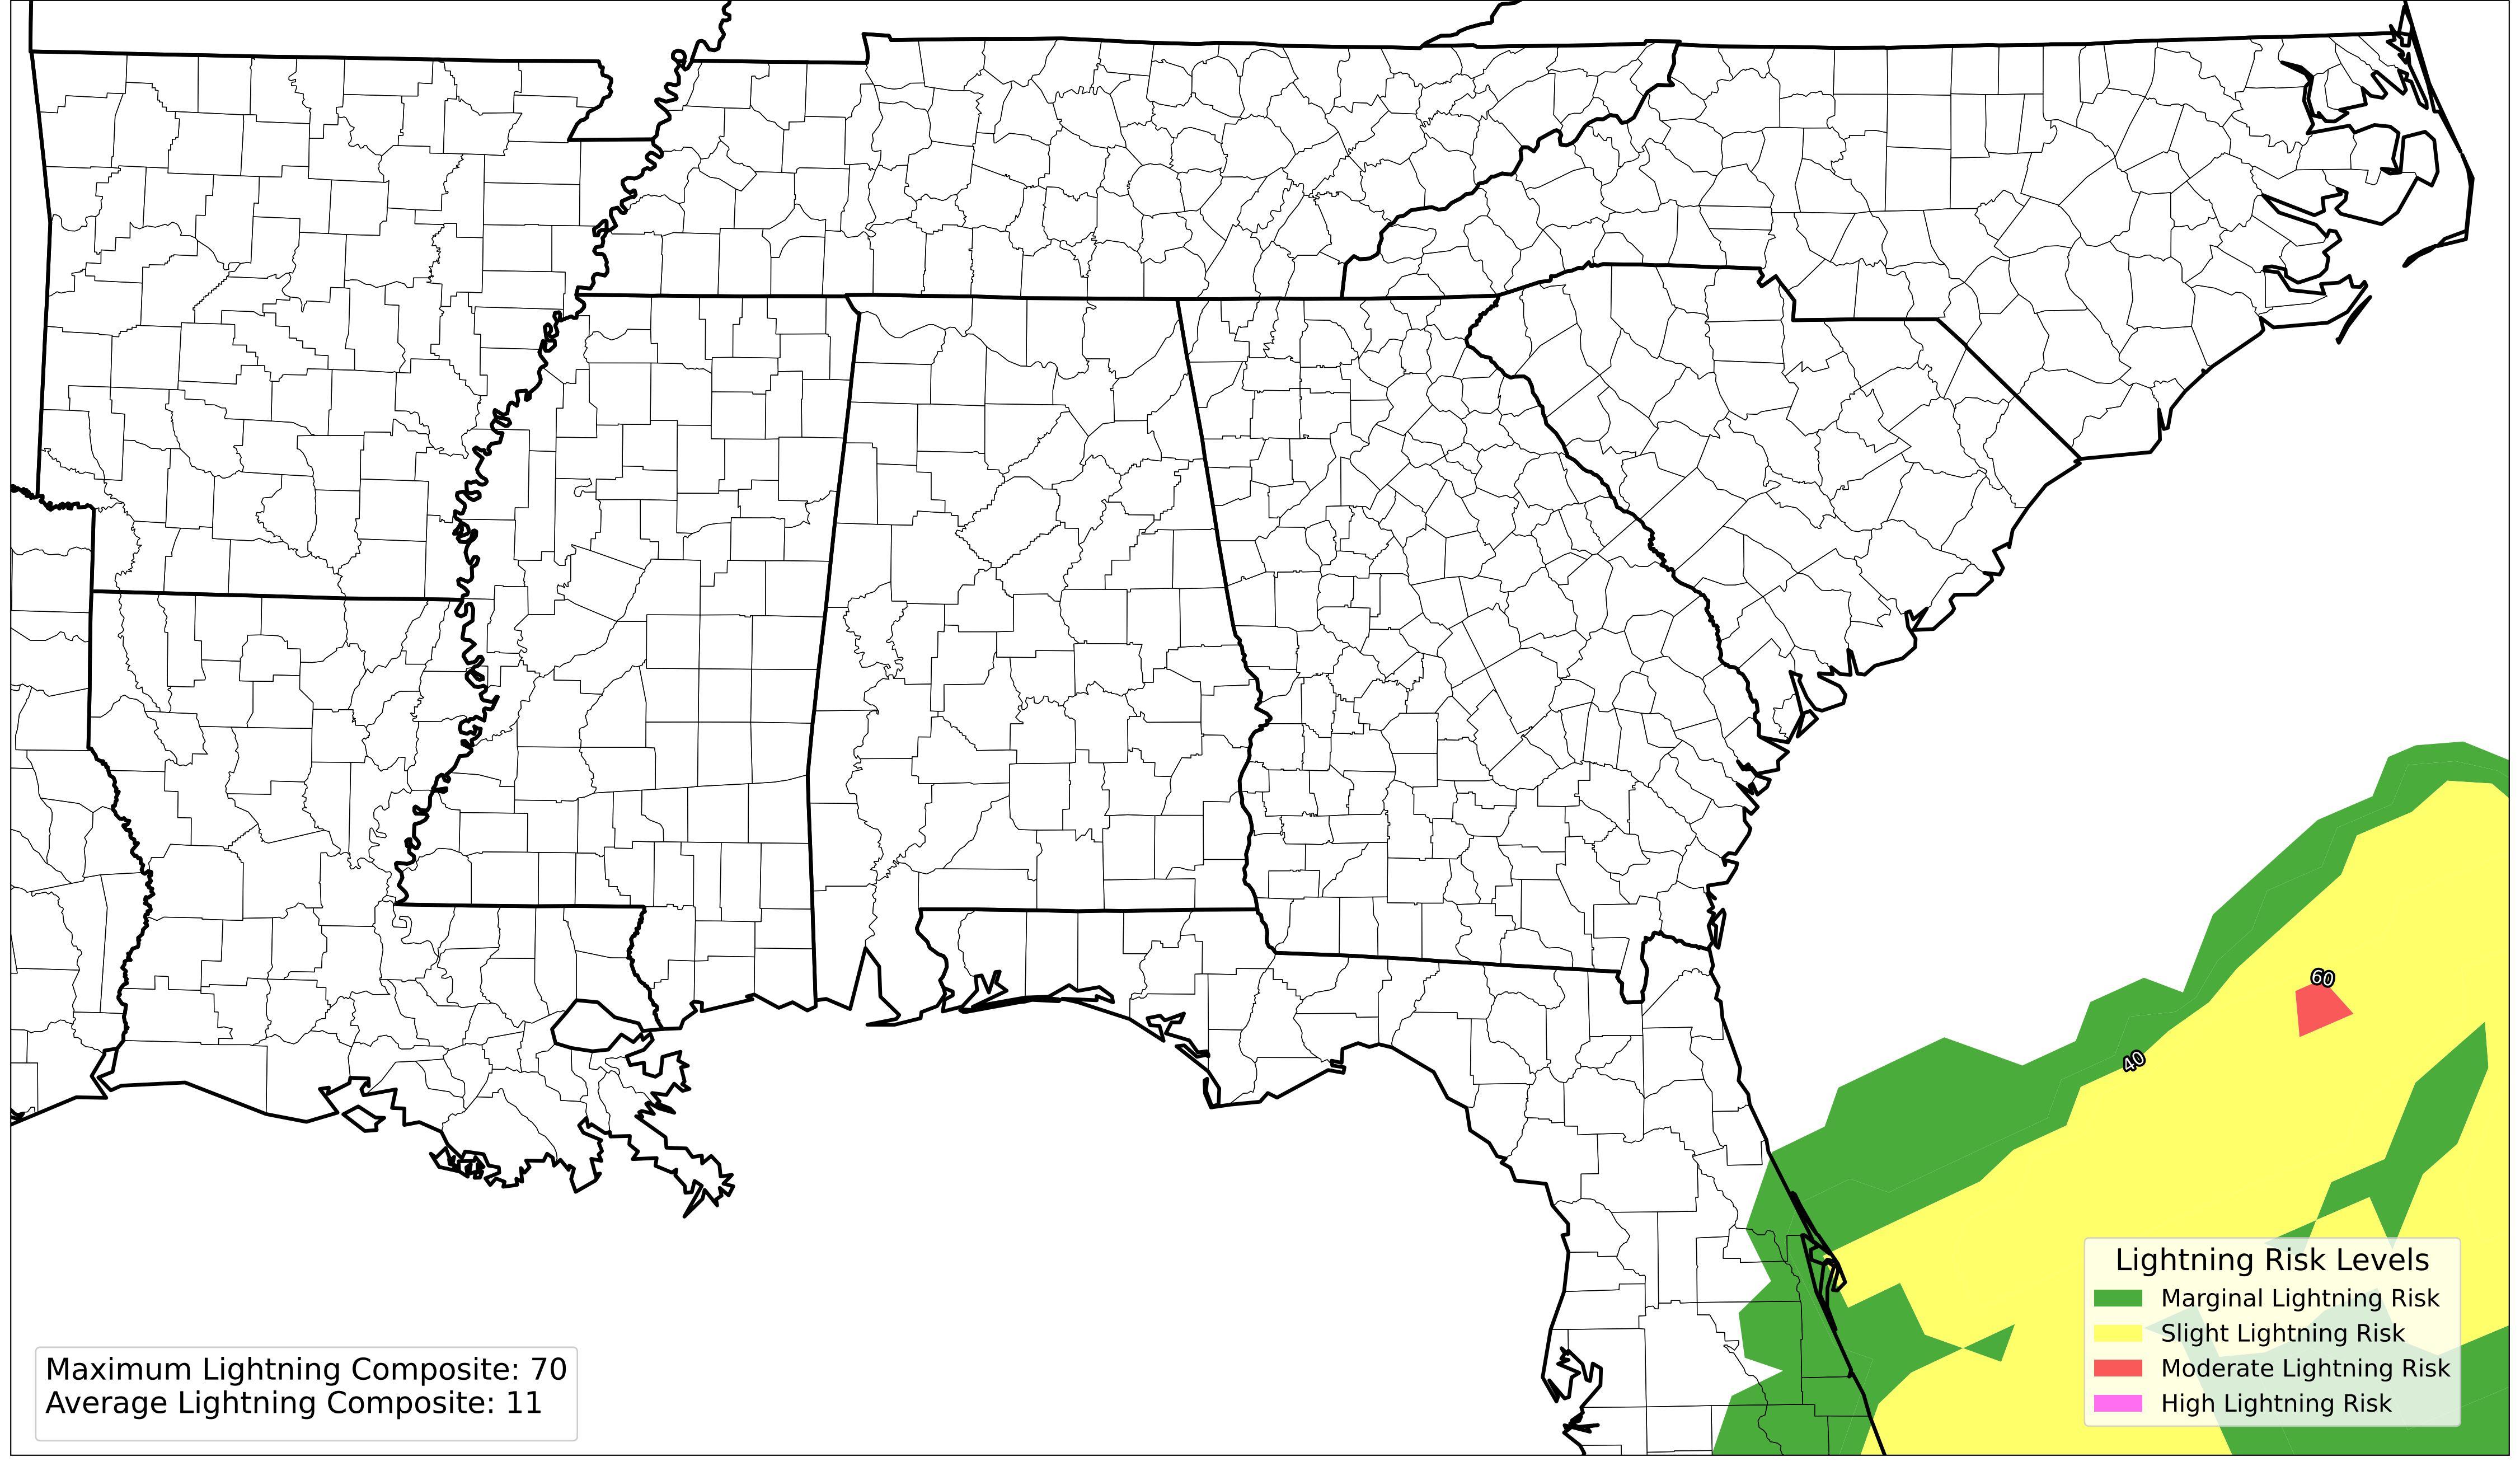 60
40
Lightning Risk Levels
Marginal Lightning Risk
Slight Lightning Risk
Moderate Lightning Risk
High Lightning Risk
Maximum Lightning Composite: 70
Average Lightning Composite: 11